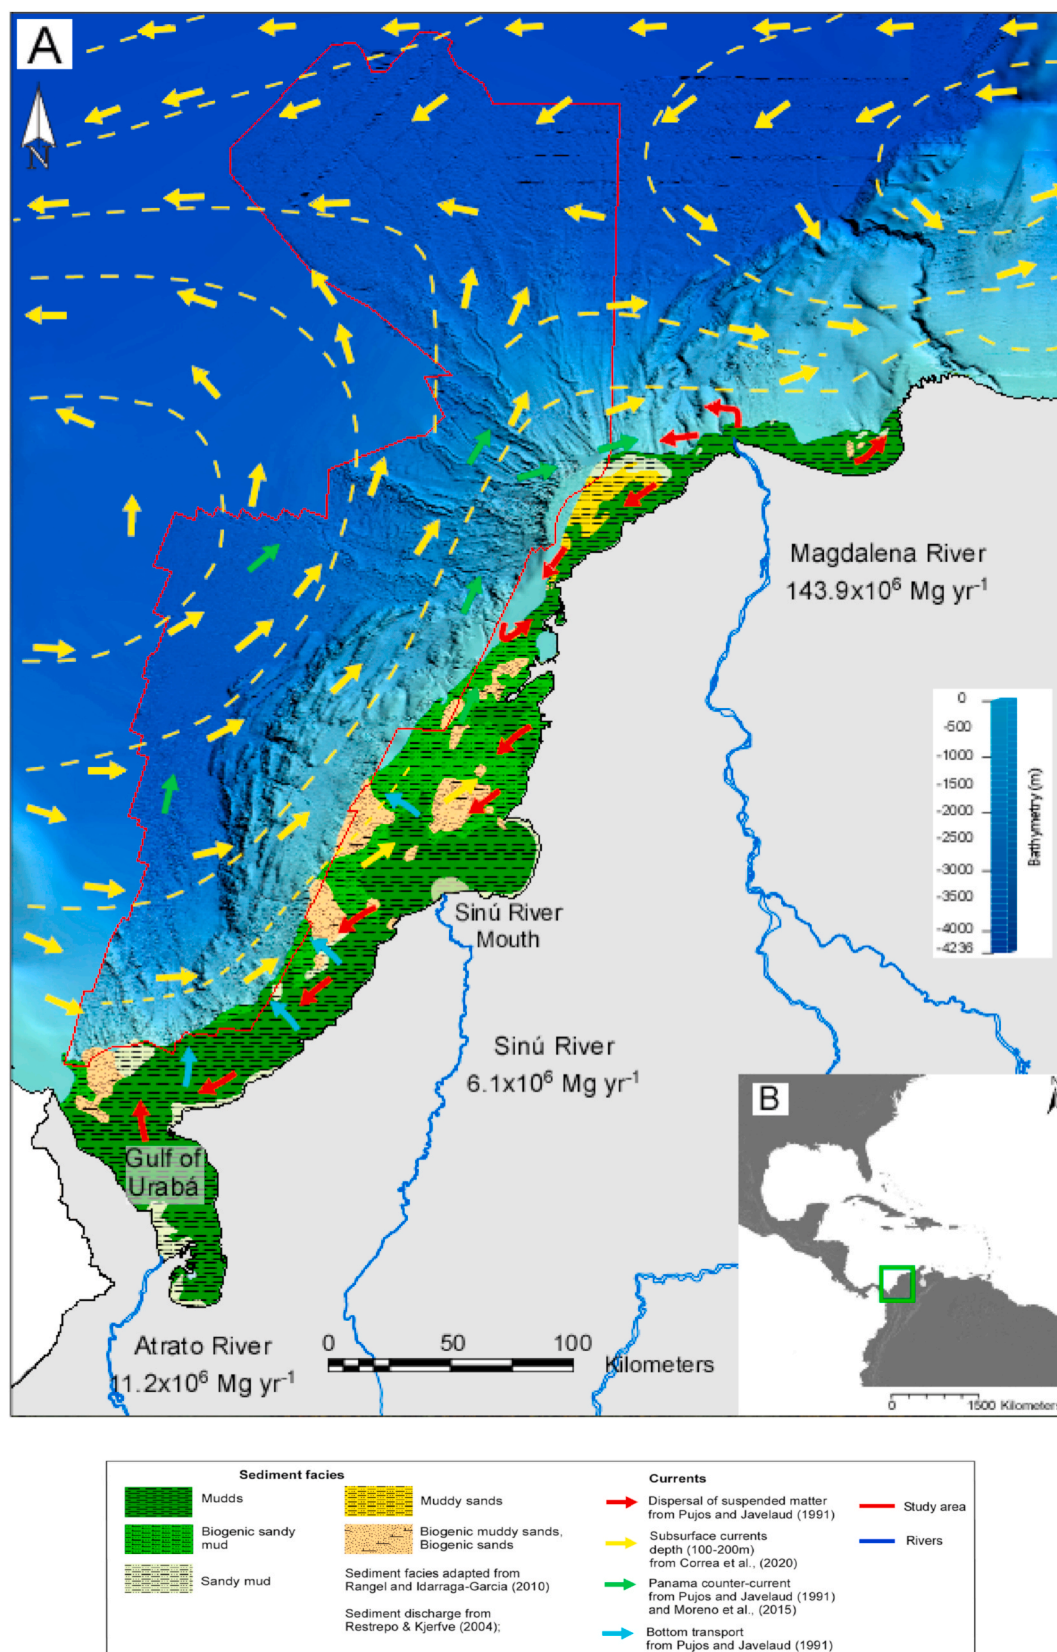 A
N
Magdalena River
143.9x10⁶ Mg yr⁻¹
0
-500
-1000
-1500
-2000
-2500
-3000
-3500
-4000
-4236
Bathymetry (m)
Sinú River
Mouth
Sinú River
6.1x10⁶ Mg yr⁻¹
Gulf of
Urabá
Atrato River
11.2x10⁶ Mg yr⁻¹
0 50 100
Kilometers
B
N
0 1500 Kilometers
Sediment facies
Mudds
Biogenic sandy
mud
Sandy mud
Muddy sands
Biogenic muddy sands,
Biogenic sands
Sediment facies adapted from
Rangel and Idarraga-Garcia (2010)
Sediment discharge from
Restrepo & Kjerfve (2004);
Currents
Dispersal of suspended matter
from Pujos and Javelaud (1991)
Subsurface currents
depth (100-200m)
from Correa et al., (2020)
Panama counter-current
from Pujos and Javelaud (1991)
and Moreno et al., (2015)
Bottom transport
from Pujos and Javelaud (1991)
Study area
Rivers